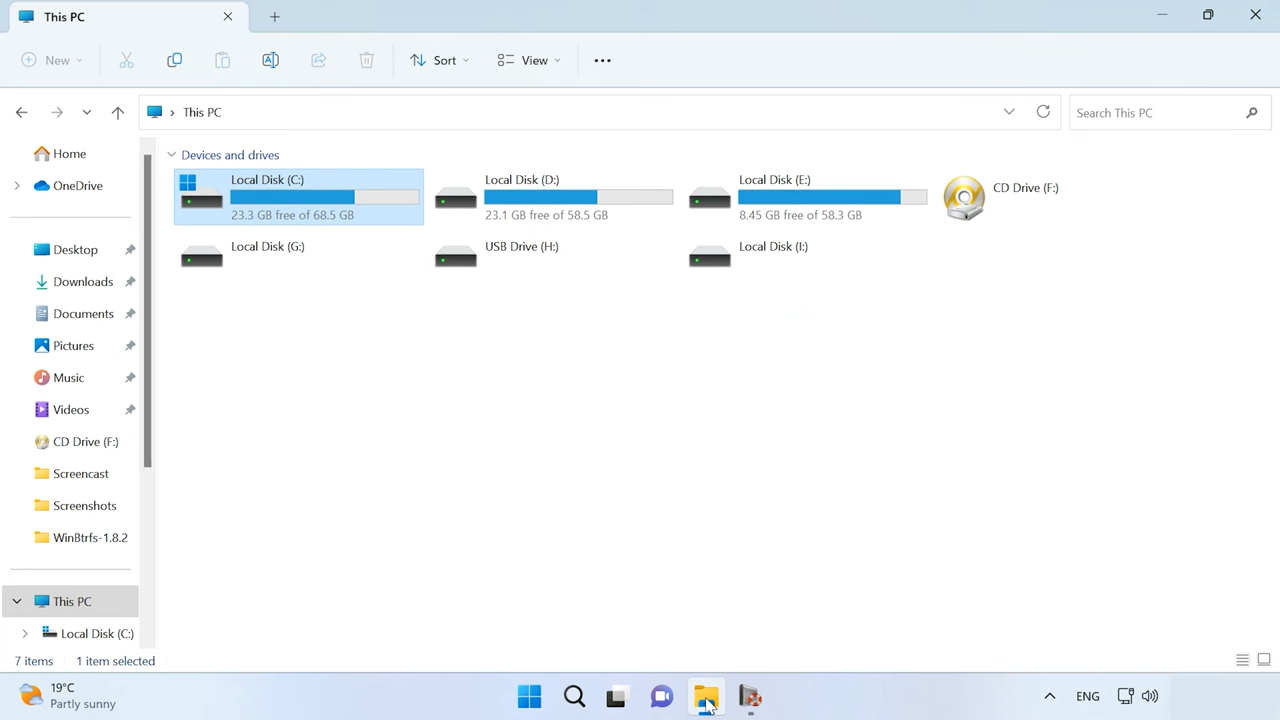 This PC
New
Sort
View
This PC
Search This PC
Home
OneDrive
Desktop
Downloads
Documents
Pictures
Music
Videos
CD Drive (F:)
Screencast
Screenshots
WinBtrfs-1.8.2
This PC
Local Disk (C:)
Devices and drives
Local Disk (C:)
23.3 GB free of 68.5 GB
Local Disk (D:)
23.1 GB free of 58.5 GB
Local Disk (E:)
8.45 GB free of 58.3 GB
CD Drive (F:)
Local Disk (G:)
USB Drive (H:)
Local Disk (I:)
7 items
1 item selected
19°C
Partly sunny
ENG